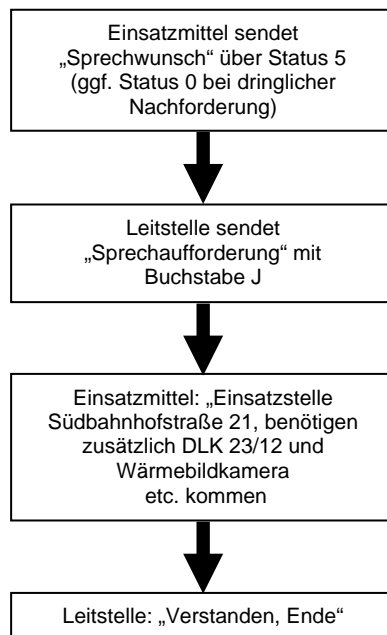 Einsatzmittel sendet
„Sprechwunsch“ über Status 5
(ggf. Status 0 bei dringlicher
Nachforderung)
Leitstelle sendet
„Sprechaufforderung“ mit
Buchstabe J
Einsatzmittel: „Einsatzstelle
Südbahnhofstraße 21, benötigen
zusätzlich DLK 23/12 und
Wärmebildkamera
etc. kommen
Leitstelle: „Verstanden, Ende“